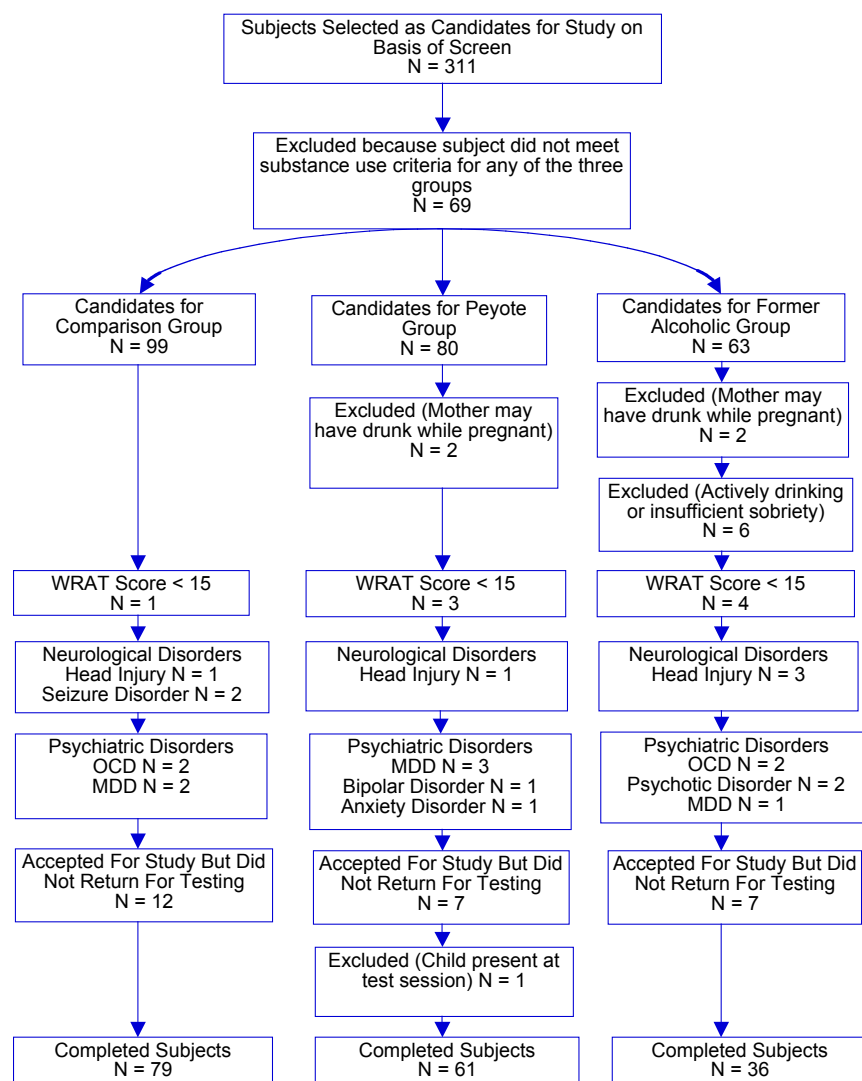 Subjects Selected as Candidates for Study on
Basis of Screen
N = 311
Excluded because subject did not meet
substance use criteria for any of the three
groups
N = 69
Candidates for
Comparison Group
N = 99
Candidates for Peyote
Group
N = 80
Candidates for Former
Alcoholic Group
N = 63
Excluded (Mother may
have drunk while pregnant)
N = 2
Excluded (Mother may
have drunk while pregnant)
N = 2
Excluded (Actively drinking
or insufficient sobriety)
N = 6
WRAT Score < 15
N = 1
WRAT Score < 15
N = 3
WRAT Score < 15
N = 4
Neurological Disorders
Head Injury N = 1
Seizure Disorder N = 2
Neurological Disorders
Head Injury N = 1
Neurological Disorders
Head Injury N = 3
Psychiatric Disorders
OCD N = 2
MDD N = 2
Psychiatric Disorders
MDD N = 3
Bipolar Disorder N = 1
Anxiety Disorder N = 1
Psychiatric Disorders
OCD N = 2
Psychotic Disorder N = 2
MDD N = 1
Accepted For Study But Did
Not Return For Testing
N = 12
Accepted For Study But Did
Not Return For Testing
N = 7
Accepted For Study But Did
Not Return For Testing
N = 7
Excluded (Child present at
test session) N = 1
Completed Subjects
N = 79
Completed Subjects
N = 61
Completed Subjects
N = 36